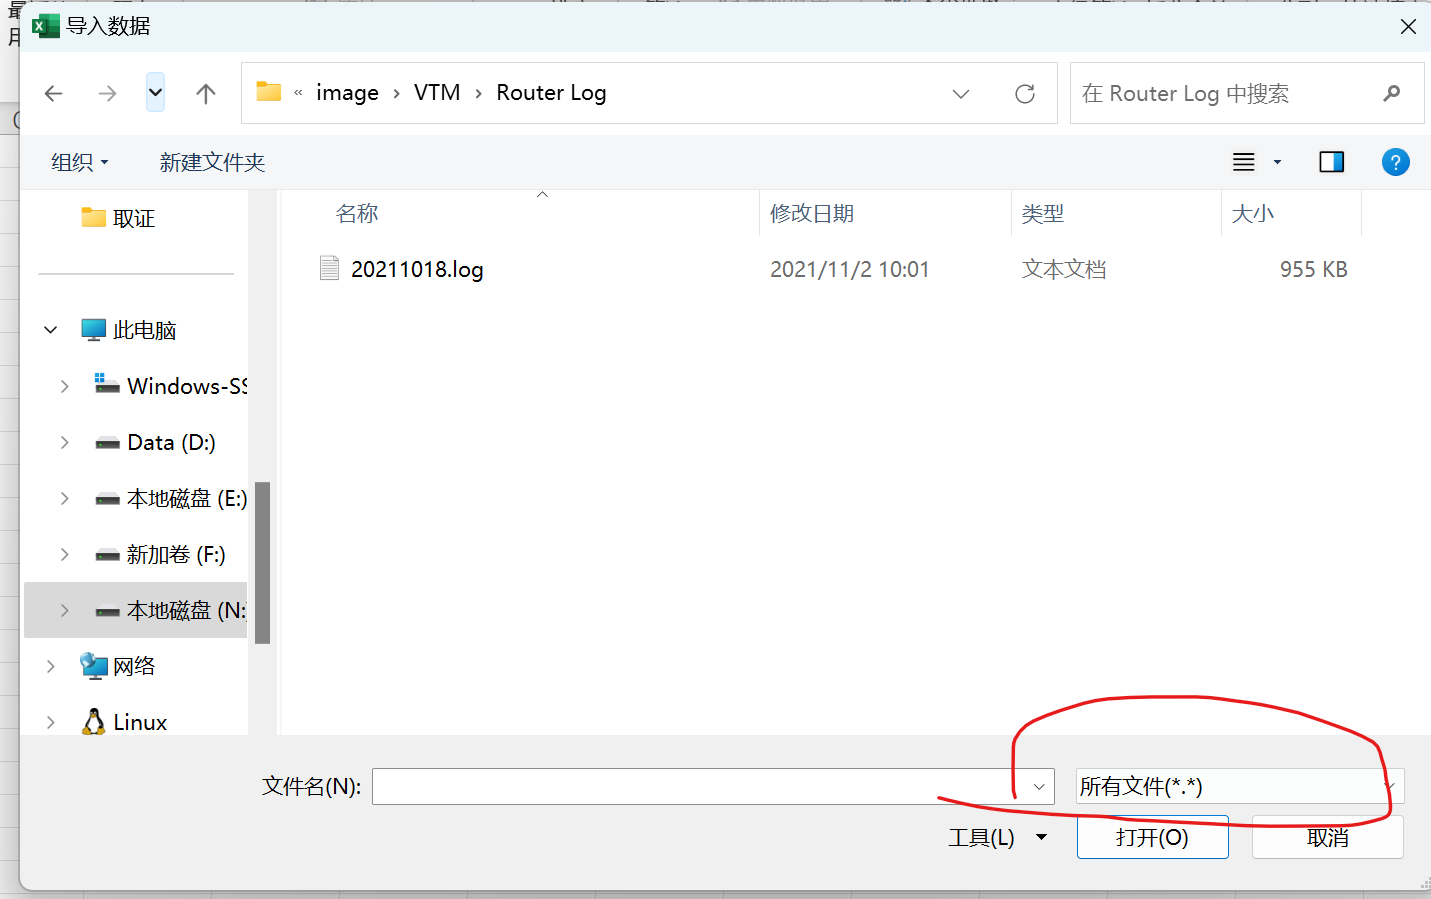 导入数据
« image › VTM › Router Log
在 Router Log 中搜索
组织
新建文件夹
取证
此电脑
Windows-SS
Data (D:)
本地磁盘 (E:)
新加卷 (F:)
本地磁盘 (N:
网络
Linux
名称 修改日期 类型 大小
20211018.log 2021/11/2 10:01 文本文档 955 KB
文件名(N):
所有文件(*.*)
工具(L)
打开(O)
取消